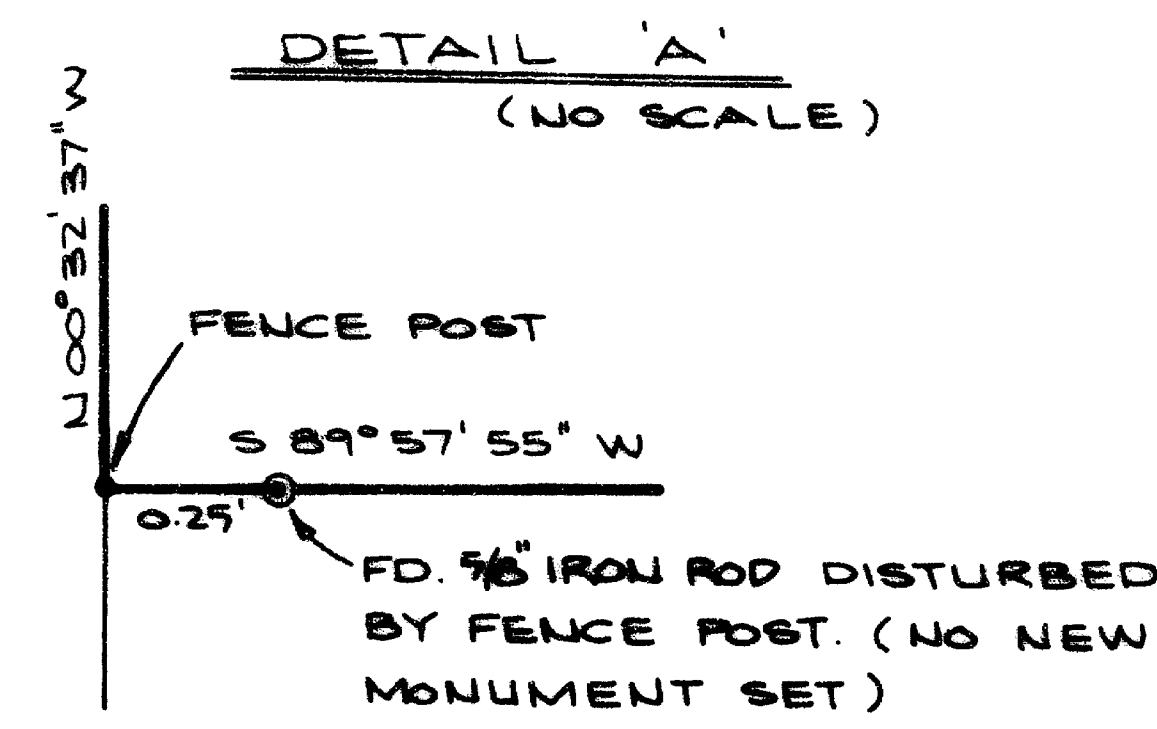 DETAIL 'A'
(NO SCALE)
N 00° 32' 37" W
FENCE POST
S 89° 57' 55" W
0.25'
FD. 5/8" IRON ROD DISTURBED
BY FENCE POST. (NO NEW
MONUMENT SET)